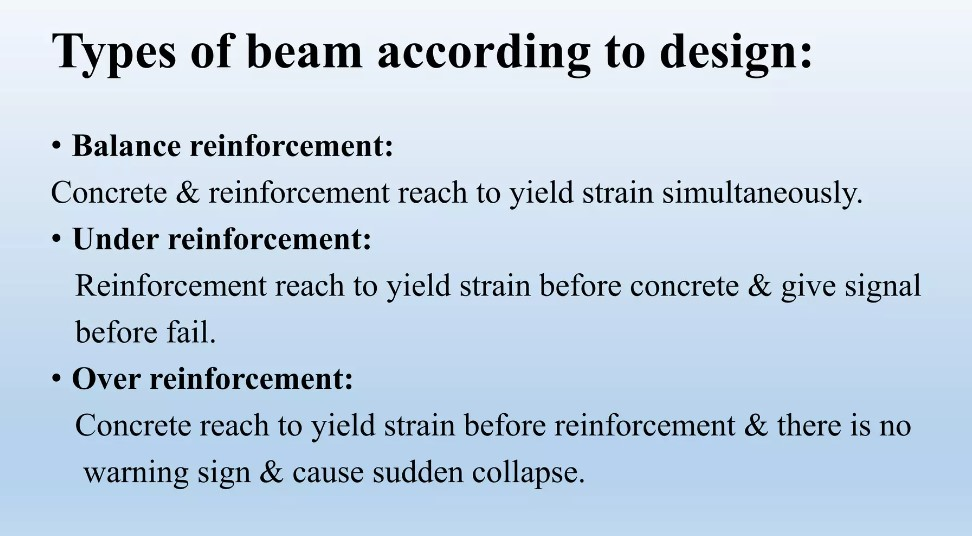 Types of beam according to design:
• Balance reinforcement:
Concrete & reinforcement reach to yield strain simultaneously.
• Under reinforcement:
Reinforcement reach to yield strain before concrete & give signal
before fail.
• Over reinforcement:
Concrete reach to yield strain before reinforcement & there is no
warning sign & cause sudden collapse.